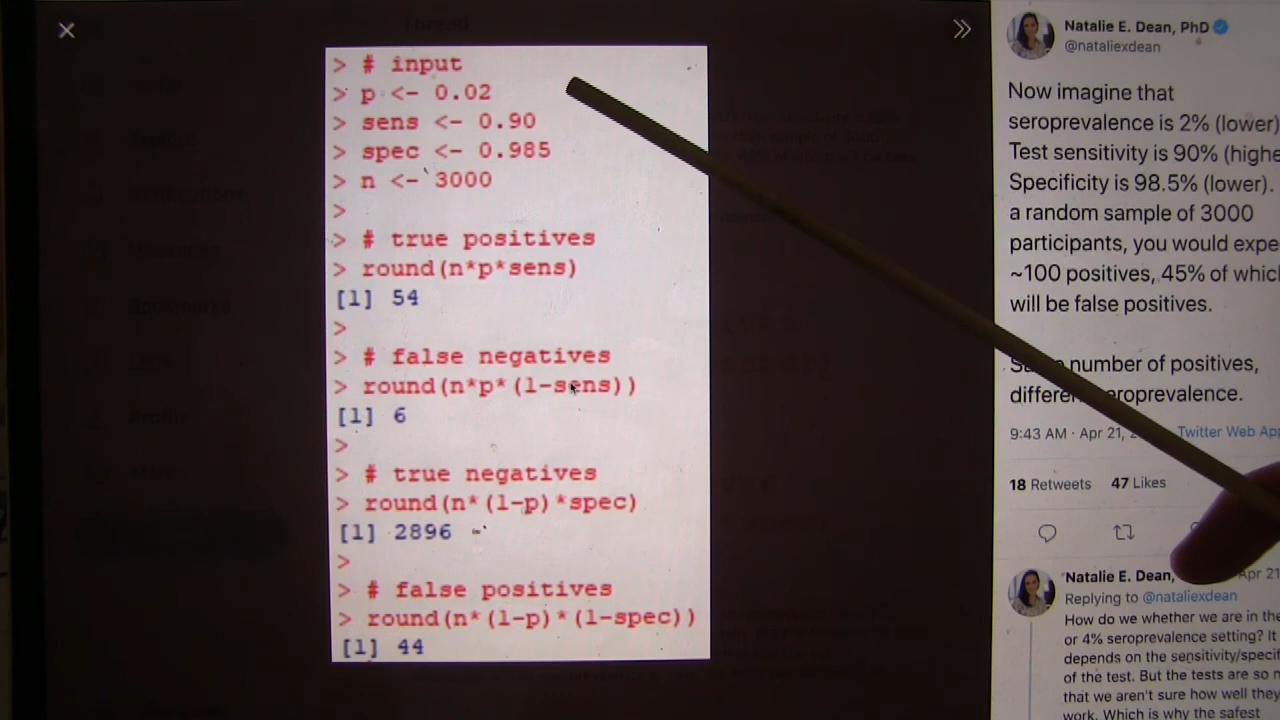 > # input
> p <- 0.02
> sens <- 0.90
> spec <- 0.985
> n <- 3000
>
> # true positives
> round(n*p*sens)
[1] 54
>
> # false negatives
> round(n*p*(1-sens))
[1] 6
>
> # true negatives
> round(n*(1-p)*spec)
[1] 2896
>
> # false positives
> round(n*(1-p)*(1-spec))
[1] 44
Natalie E. Dean, PhD
@nataliexdean
Now imagine that
seroprevalence is 2% (lower)
Test sensitivity is 90% (highe
Specificity is 98.5% (lower).
a random sample of 3000
participants, you would expe
~100 positives, 45% of which
will be false positives.
number of positives,
seroprevalence.
9:43 AM · Apr 21, Twitter Web App
18 Retweets 47 Likes
Natalie E. Dean, Apr 21
Replying to @nataliexdean
How do we whether we are in the
or 4% seroprevalence setting? It
depends on the sensitivity/specif
of the test. But the tests are so n
that we aren't sure how well they
work. Which is why the safest